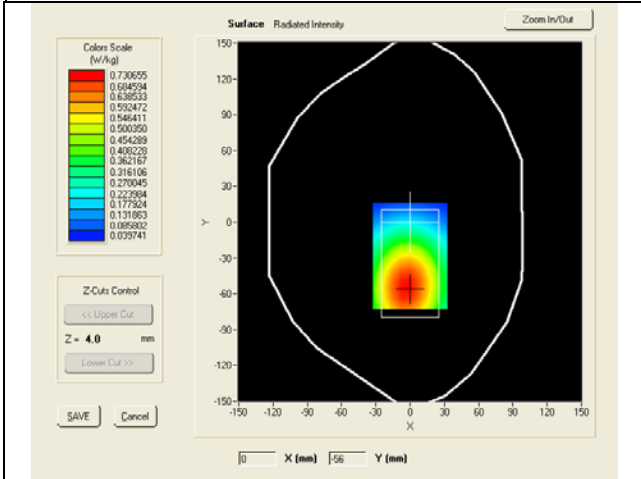 Surface Radiated Intensity
Zoom In/Out
Colors Scale
(W/kg)
0.730655
0.684594
0.638533
0.592472
0.546411
0.500350
0.454289
0.408228
0.362167
0.316106
0.270045
0.223984
0.177924
0.131863
0.085802
0.039741
Z-Cuts Control
<< Upper Cut
Z = 4.0 mm
Lower Cut >>
SAVE Cancel
150
120
90
60
30
0
-30
-60
-90
-120
-150
Y
-150 -120 -90 -60 -30 0 30 60 90 120 150
X
0 X (mm) -56 Y (mm)